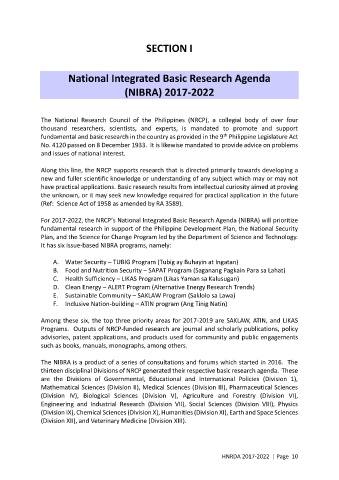 SECTION I
National Integrated Basic Research Agenda
(NIBRA) 2017-2022
The National Research Council of the Philippines (NRCP), a collegial body of over four
thousand researchers, scientists, and experts, is mandated to promote and support
fundamental and basic research in the country as provided in the 9th Philippine Legislature Act
No. 4120 passed on 8 December 1933. It is likewise mandated to provide advice on problems
and issues of national interest.
Along this line, the NRCP supports research that is directed primarily towards developing a
new and fuller scientific knowledge or understanding of any subject which may or may not
have practical applications. Basic research results from intellectual curiosity aimed at proving
the unknown, or it may seek new knowledge required for practical application in the future
(Ref: Science Act of 1958 as amended by RA 3589).
For 2017-2022, the NRCP's National Integrated Basic Research Agenda (NIBRA) will prioritize
fundamental research in support of the Philippine Development Plan, the National Security
Plan, and the Science for Change Program led by the Department of Science and Technology.
It has six issue-based NIBRA programs, namely:
A. Water Security – TUBIG Program (Tubig ay Buhayin at Ingatan)
B. Food and Nutrition Security – SAPAT Program (Saganang Pagkain Para sa Lahat)
C. Health Sufficiency – LIKAS Program (Likas Yaman sa Kalusugan)
D. Clean Energy – ALERT Program (Alternative Energy Research Trends)
E. Sustainable Community – SAKLAW Program (Saklolo sa Lawa)
F. Inclusive Nation-building – ATIN program (Ang Tinig Natin)
Among these six, the top three priority areas for 2017-2019 are SAKLAW, ATIN, and LIKAS
Programs. Outputs of NRCP-funded research are journal and scholarly publications, policy
advisories, patent applications, and products used for community and public engagements
such as books, manuals, monographs, among others.
The NIBRA is a product of a series of consultations and forums which started in 2016. The
thirteen disciplinal Divisions of NRCP generated their respective basic research agenda. These
are the Divisions of Governmental, Educational and International Policies (Division 1),
Mathematical Sciences (Division II), Medical Sciences (Division III), Pharmaceutical Sciences
(Division IV), Biological Sciences (Division V), Agriculture and Forestry (Division VI),
Engineering and Industrial Research (Division VII), Social Sciences (Division VIII), Physics
(Division IX), Chemical Sciences (Division X), Humanities (Division XI), Earth and Space Sciences
(Division XII), and Veterinary Medicine (Division XIII).
HNRDA 2017-2022 | Page 10